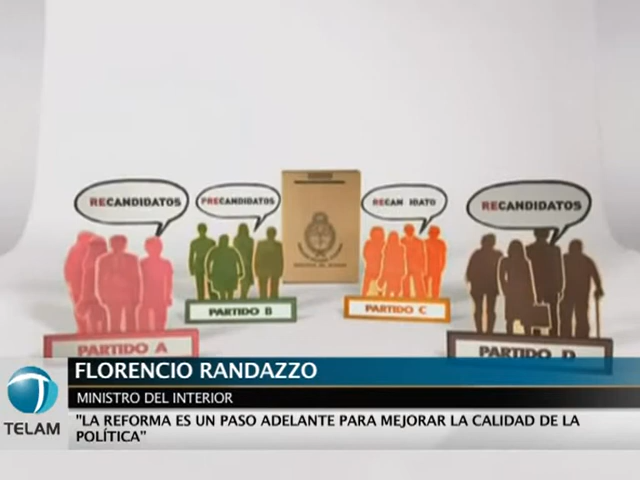 RECANDIDATOS
PRECANDIDATOS
RECAN IDATO
RECANDIDATOS
PARTIDO A
PARTIDO B
PARTIDO C
PARTIDO D
FLORENCIO RANDAZZO
MINISTRO DEL INTERIOR
TELAM
"LA REFORMA ES UN PASO ADELANTE PARA MEJORAR LA CALIDAD DE LA
POLÍTICA"